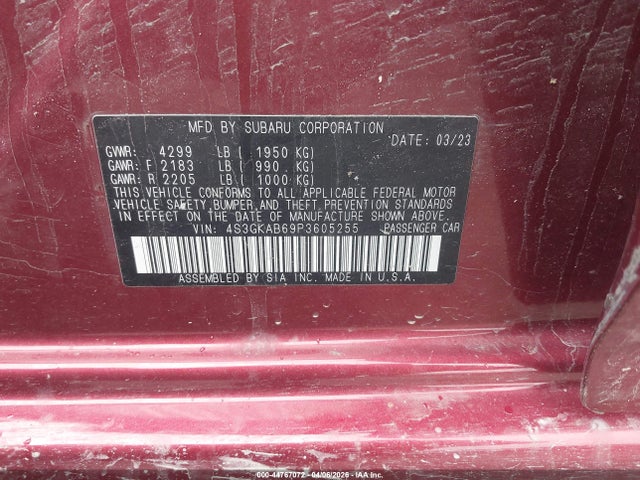 MFD. BY SUBARU CORPORATION
DATE: 03/23
GVWR: 4299 LB ( 1950 KG)
GAWR: F 2183 LB ( 990 KG)
GAWR: R 2205 LB ( 1000 KG)
THIS VEHICLE CONFORMS TO ALL APPLICABLE FEDERAL MOTOR
VEHICLE SAFETY, BUMPER, AND THEFT PREVENTION STANDARDS
IN EFFECT ON THE DATE OF MANUFACTURE SHOWN ABOVE.
VIN: 4S3GKAB69P3605255 PASSENGER CAR
ASSEMBLED BY SIA INC. MADE IN U.S.A.
000-44767072 - 04/06/2026 - IAA, Inc.